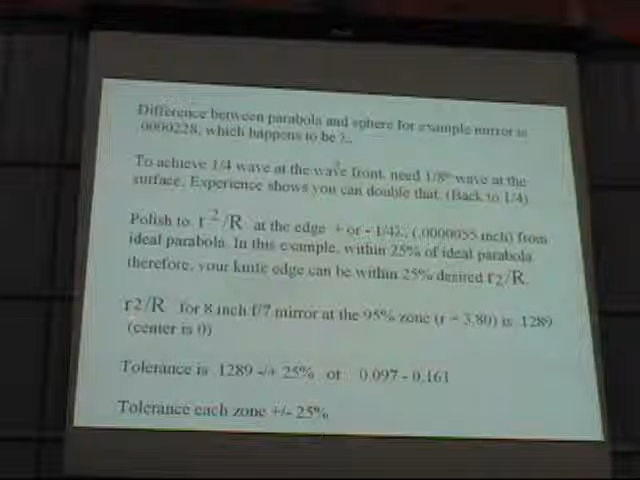 Difference between parabola and sphere for example mirror is
0000228, which happens to be λ.
To achieve 1/4 wave at the wave front, need 1/8th wave at the
surface. Experience shows you can double that. (Back to 1/4)
Polish to r2/R at the edge + or - 1/4λ, (.0000055 inch) from
ideal parabola. In this example, within 25% of ideal parabola
therefore, your knife edge can be within 25% desired r2/R.
r2/R for 8 inch f/7 mirror at the 95% zone (r = 3.80) is .1289
(center is 0)
Tolerance is .1289 -/+ 25% or 0.097 - 0.161
Tolerance each zone +/- 25%